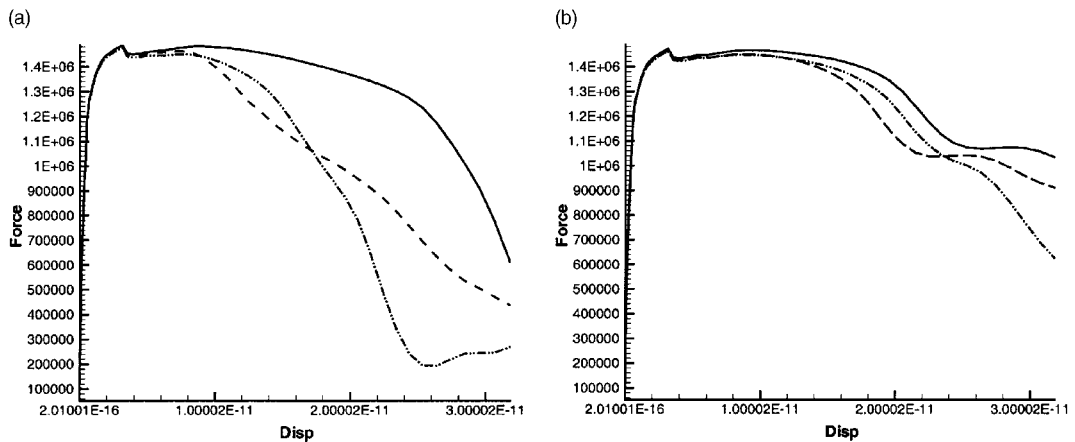 (a)
1.4E+06
1.3E+06
1.2E+06
1.1E+06
1E+06
900000
800000
700000
600000
500000
400000
300000
200000
100000
Force
2.01001E-16
1.00002E-11
2.00002E-11
3.00002E-11
Disp
(b)
1.4E+06
1.3E+06
1.2E+06
1.1E+06
1E+06
900000
800000
700000
600000
500000
400000
300000
200000
100000
Force
2.01001E-16
1.00002E-11
2.00002E-11
3.00002E-11
Disp